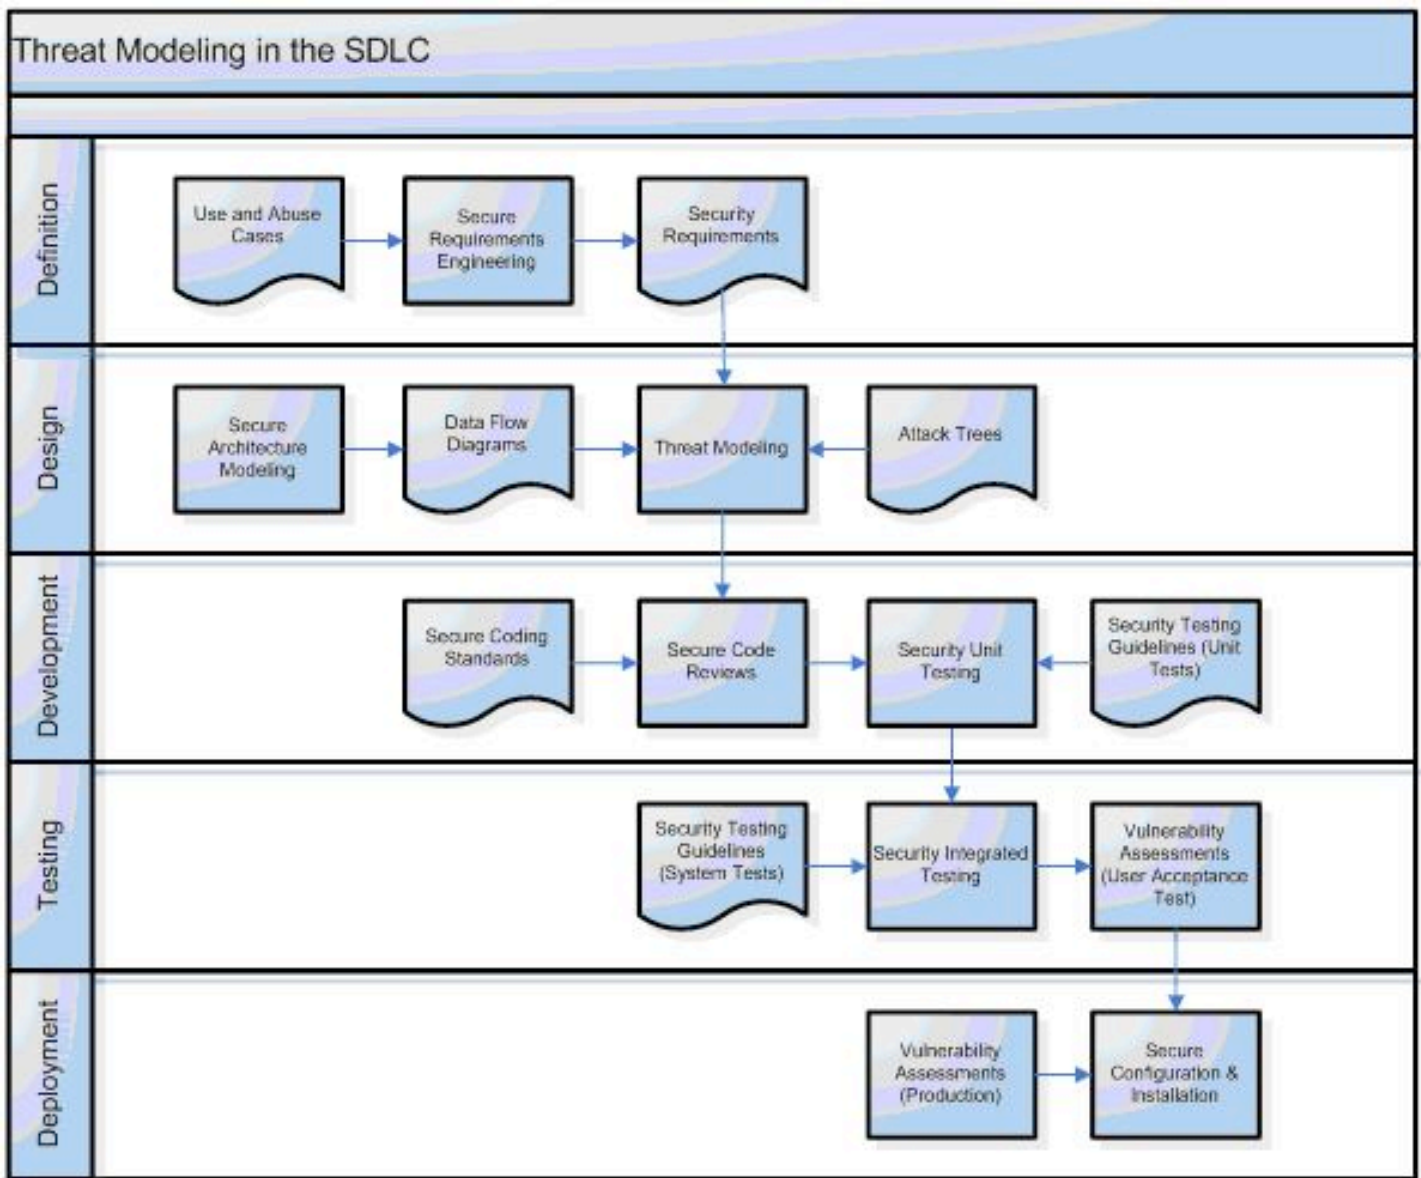 Threat Modeling in the SDLC
Definition
Use and Abuse
Cases
Secure
Requirements
Engineering
Security
Requirements
Design
Secure
Architecture
Modeling
Data Flow
Diagrams
Threat Modeling
Attack Trees
Development
Secure Coding
Standards
Secure Code
Reviews
Security Unit
Testing
Security Testing
Guidelines (Unit
Tests)
Testing
Security Testing
Guidelines
(System Tests)
Security Integrated
Testing
Vulnerability
Assessments
(User Acceptance
Test)
Deployment
Vulnerability
Assessments
(Production)
Secure
Configuration &
Installation